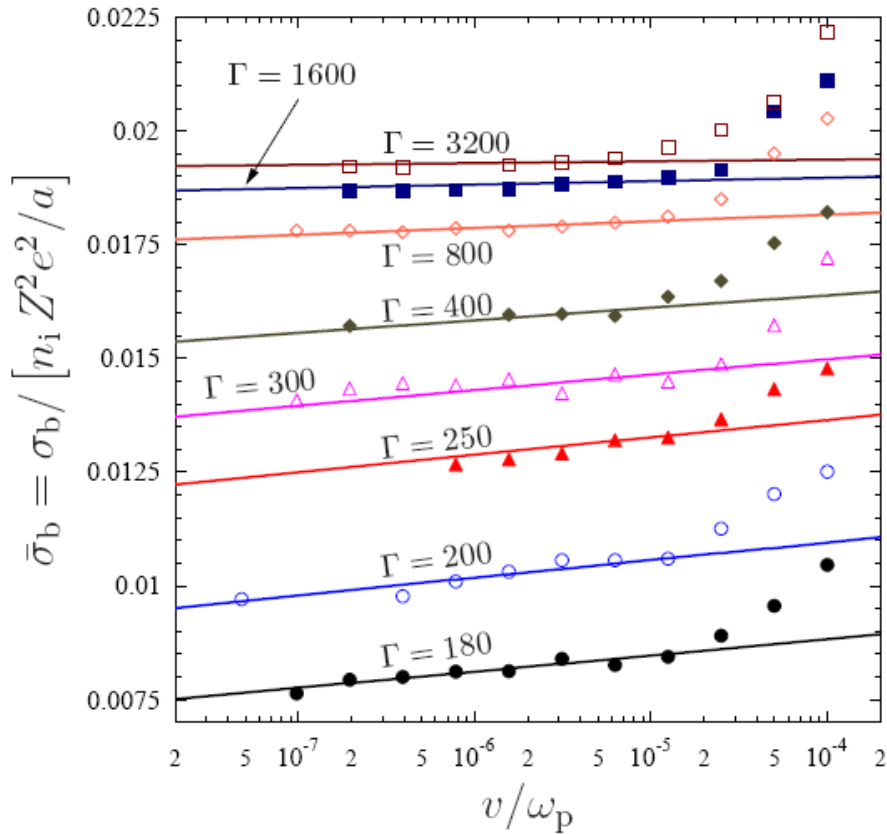 0.0225
0.02
0.0175
0.015
0.0125
0.01
0.0075
σ̄_b = σ_b / [n_i Z²e²/a]
Γ = 1600
Γ = 3200
Γ = 800
Γ = 400
Γ = 300
Γ = 250
Γ = 200
Γ = 180
2 5 10⁻⁷ 2 5 10⁻⁶ 2 5 10⁻⁵ 2 5 10⁻⁴ 2
v/ω_p